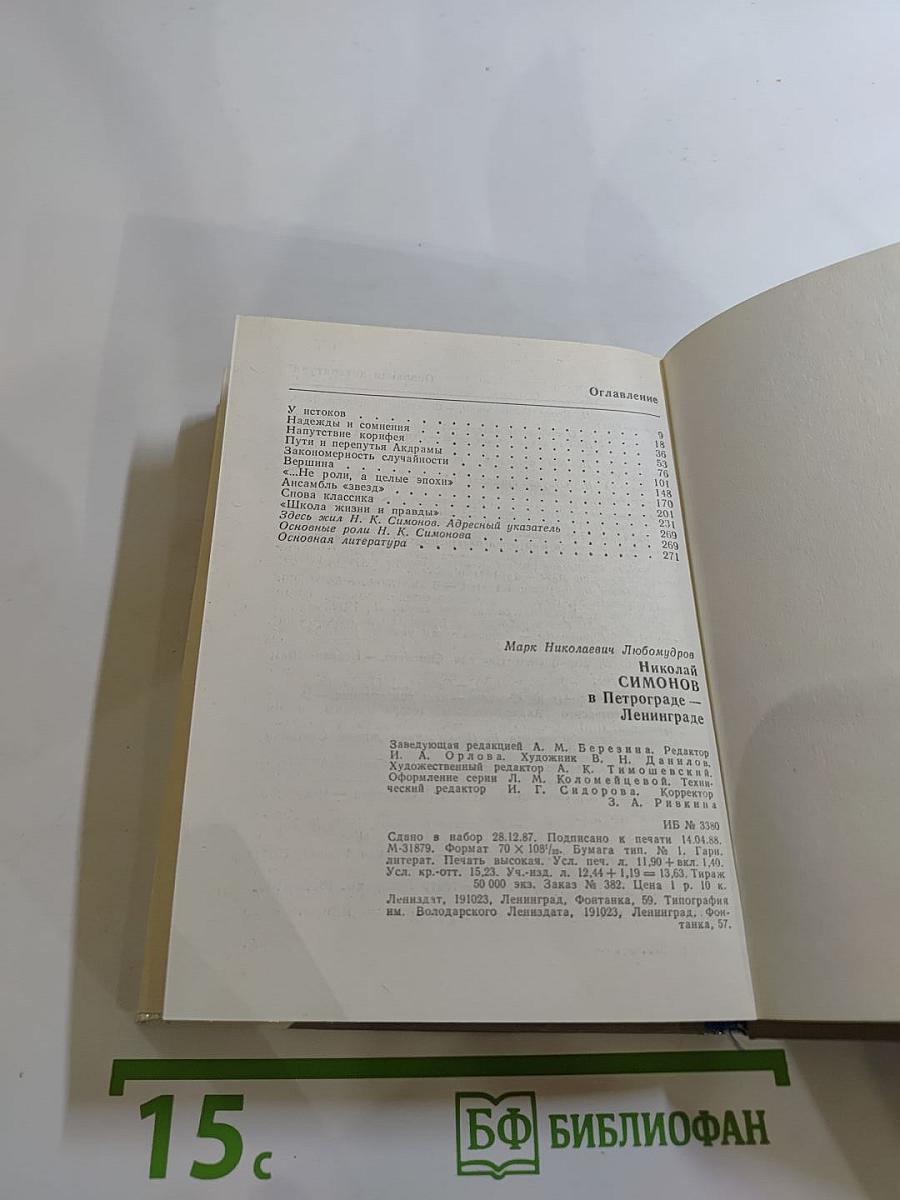 Оглавление
У истоков 9
Надежды и сомнения 18
Напутствие корифея 36
Пути и перепутья Акдрамы 53
Закономерность случайности 76
Вершина 101
«...Не роли, а целые эпохи» 148
Ансамбль «звезд» 170
Снова классика 201
«Школа жизни и правды» 231
Здесь жил Н. К. Симонов. Адресный указатель 269
Основные роли Н. К. Симонова 269
Основная литература 271
Марк Николаевич Любомудров
Николай
СИМОНОВ
в Петрограде —
Ленинграде
Заведующая редакцией А. М. Березина. Редактор
И. А. Орлова. Художник В. Н. Данилов.
Художественный редактор А. К. Тимошевский.
Оформление серии Л. М. Коломейцевой. Техни-
ческий редактор И. Г. Сидорова. Корректор
З. А. Ривкина
ИБ № 3380
Сдано в набор 28.12.87. Подписано к печати 14.04.88.
М-31879. Формат 70 × 108¹/₃₂. Бумага тип. № 1. Гарн.
литерат. Печать высокая. Усл. печ. л. 11,90 + вкл. 1,40.
Усл. кр.-отт. 15,23. Уч.-изд. л. 12,44 + 1,19 = 13,63. Тираж
50 000 экз. Заказ № 382. Цена 1 р. 10 к.
Лениздат, 191023, Ленинград, Фонтанка, 59. Типография
им. Володарского Лениздата, 191023, Ленинград, Фон-
танка, 57.
15 с
БФ БИБЛИОФАН